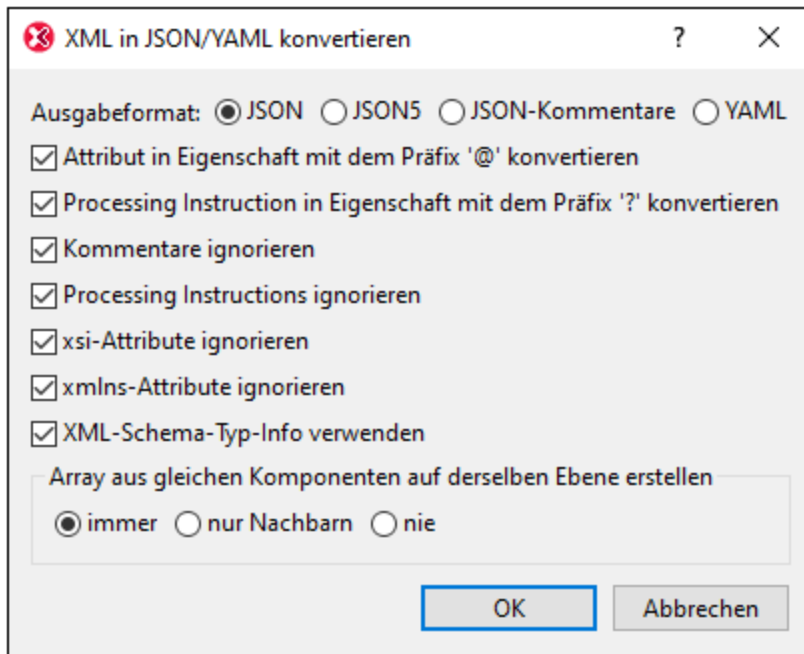 XML in JSON/YAML konvertieren ?
Ausgabeformat: JSON JSON5 JSON-Kommentare YAML
Attribut in Eigenschaft mit dem Präfix '@' konvertieren
Processing Instruction in Eigenschaft mit dem Präfix '?' konvertieren
Kommentare ignorieren
Processing Instructions ignorieren
xsi-Attribute ignorieren
xmlns-Attribute ignorieren
XML-Schema-Typ-Info verwenden
Array aus gleichen Komponenten auf derselben Ebene erstellen
immer nur Nachbarn nie
OK Abbrechen